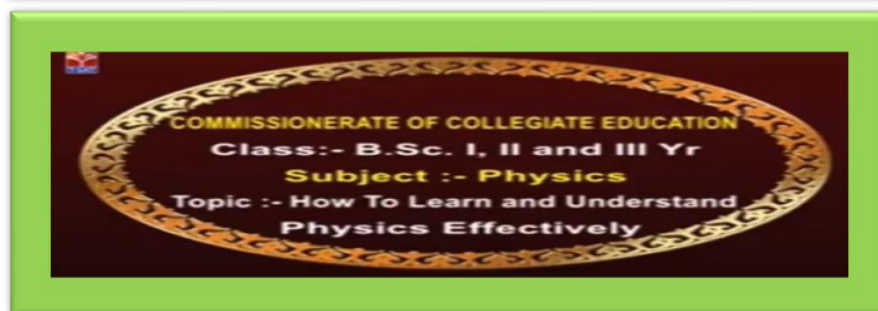 COMMISSIONERATE OF COLLEGIATE EDUCATION
Class:- B.Sc. I, II and III Yr
Subject :- Physics
Topic :- How To Learn and Understand
Physics Effectively